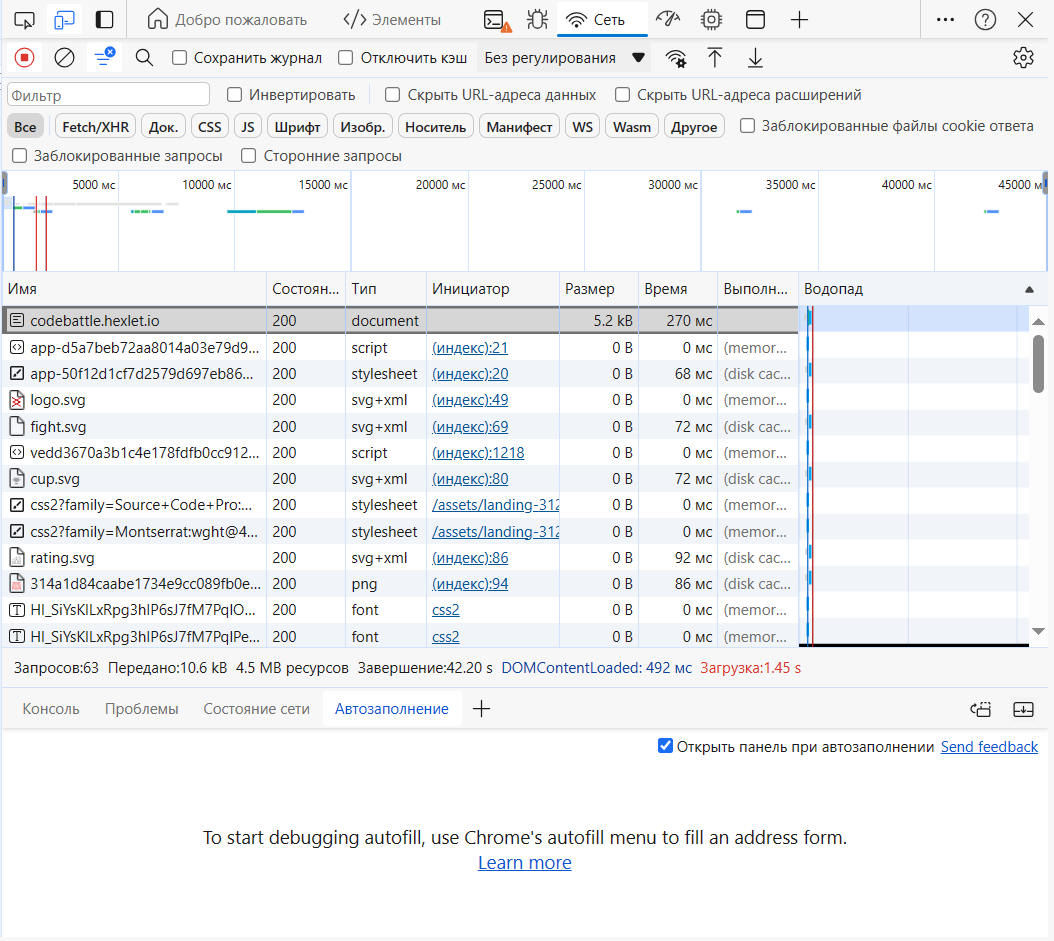 Добро пожаловать Элементы Сеть
Сохранить журнал Отключить кэш Без регулирования
Фильтр Инвертировать Скрыть URL-адреса данных Скрыть URL-адреса расширений
Все Fetch/XHR Док. CSS JS Шрифт Изобр. Носитель Манифест WS Wasm Другое Заблокированные файлы cookie ответа
Заблокированные запросы Сторонние запросы
5000 мс 10000 мс 15000 мс 20000 мс 25000 мс 30000 мс 35000 мс 40000 мс 45000 м
Имя Состоян... Тип Инициатор Размер Время Выполн... Водопад
codebattle.hexlet.io 200 document 5.2 kB 270 мс
app-d5a7beb72aa8014a03e79d9... 200 script (индекс):21 0 B 0 мс (memor...
app-50f12d1cf7d2579d697eb86... 200 stylesheet (индекс):20 0 B 68 мс (disk cac...
logo.svg 200 svg+xml (индекс):49 0 B 0 мс (memor...
fight.svg 200 svg+xml (индекс):69 0 B 72 мс (disk cac...
vedd3670a3b1c4e178fdfb0cc912... 200 script (индекс):1218 0 B 0 мс (memor...
cup.svg 200 svg+xml (индекс):80 0 B 72 мс (disk cac...
css2?family=Source+Code+Pro:... 200 stylesheet /assets/landing-312 0 B 0 мс (memor...
css2?family=Montserrat:wght@4... 200 stylesheet /assets/landing-312 0 B 0 мс (memor...
rating.svg 200 svg+xml (индекс):86 0 B 92 мс (disk cac...
314a1d84caabe1734e9cc089fb0e... 200 png (индекс):94 0 B 86 мс (disk cac...
HI_SiYsKILxRpg3hIP6sJ7fM7PqlO... 200 font css2 0 B 0 мс (memor...
HI_SiYsKILxRpg3hIP6sJ7fM7PqlPe... 200 font css2 0 B 0 мс (memor...
Запросов:63 Передано:10.6 kB 4.5 MB ресурсов Завершение:42.20 s DOMContentLoaded: 492 мс Загрузка:1.45 s
Консоль Проблемы Состояние сети Автозаполнение
Открыть панель при автозаполнении Send feedback
To start debugging autofill, use Chrome's autofill menu to fill an address form.
Learn more